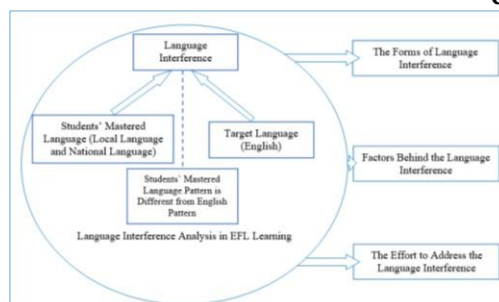 Language
Interference
The Forms of Language
Interference
Students` Mastered
Language (Local Language
and National Language)
Target Language
(English)
Factors Behind the Language
Interference
Students` Mastered
Language Pattern is
Different from English
Pattern
Language Interference Analysis in EFL Learning
The Effort to Address the
Language Interference